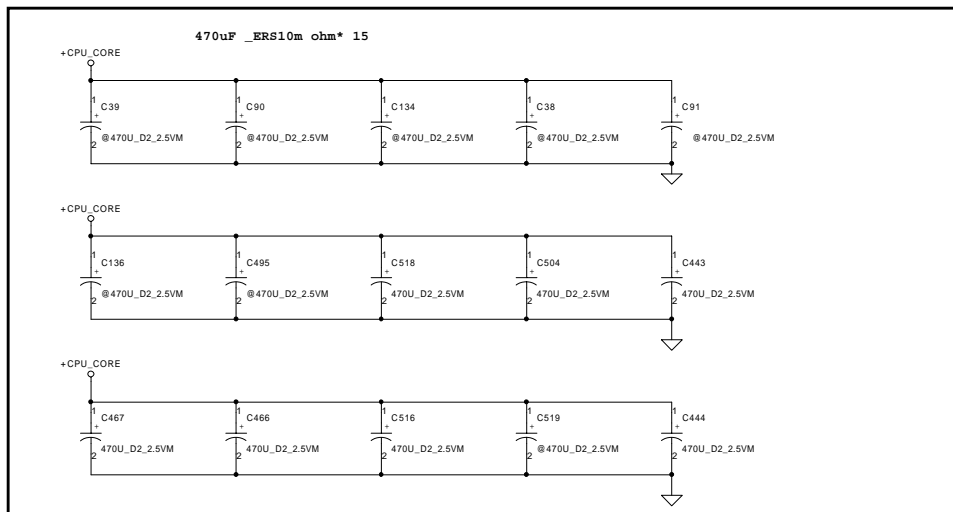 470uF _ERS10m ohm* 15
+CPU_CORE
1 1 1 1 1
C39 C90 C134 C38 C91
+ + + + +
@470U_D2_2.5VM @470U_D2_2.5VM @470U_D2_2.5VM @470U_D2_2.5VM @470U_D2_2.5VM
2 2 2 2 2
+CPU_CORE
1 1 1 1 1
C136 C495 C518 C504 C443
+ + + + +
@470U_D2_2.5VM @470U_D2_2.5VM 470U_D2_2.5VM 470U_D2_2.5VM 470U_D2_2.5VM
2 2 2 2 2
+CPU_CORE
1 1 1 1 1
C467 C466 C516 C519 C444
+ + + + +
470U_D2_2.5VM 470U_D2_2.5VM 470U_D2_2.5VM @470U_D2_2.5VM 470U_D2_2.5VM
2 2 2 2 2